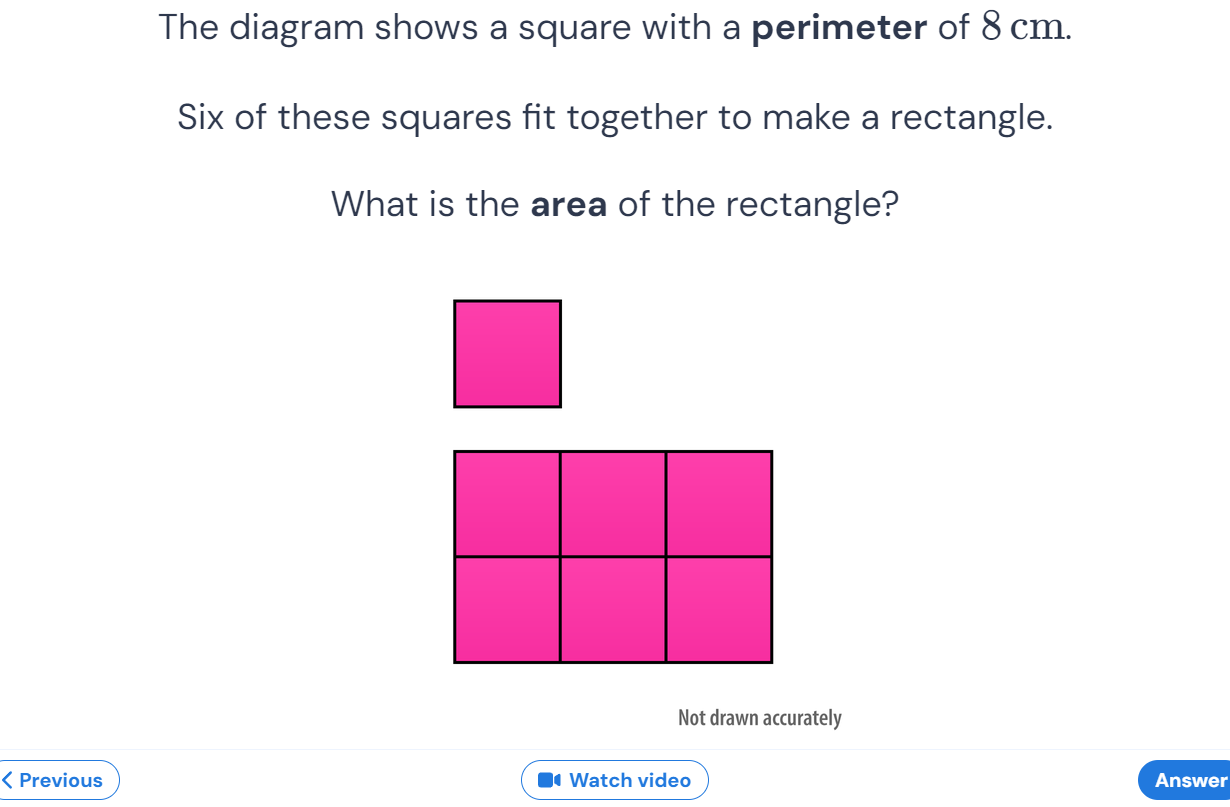 The diagram shows a square with a perimeter of 8 cm.
Six of these squares fit together to make a rectangle.
What is the area of the rectangle?
Not drawn accurately
Previous
Watch video
Answer